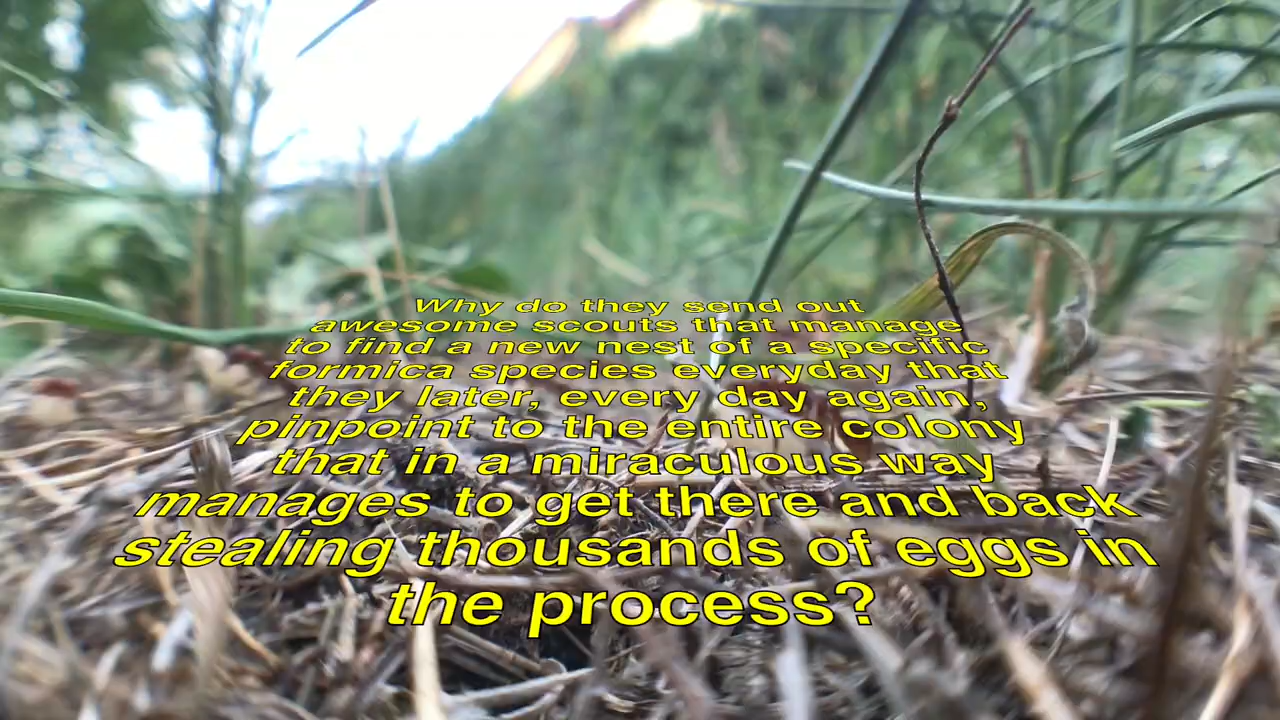 Why do they send out
awesome scouts that manage
to find a new nest of a specific
formica species everyday that
they later, every day again,
pinpoint to the entire colony
that in a miraculous way
manages to get there and back
stealing thousands of eggs in
the process?